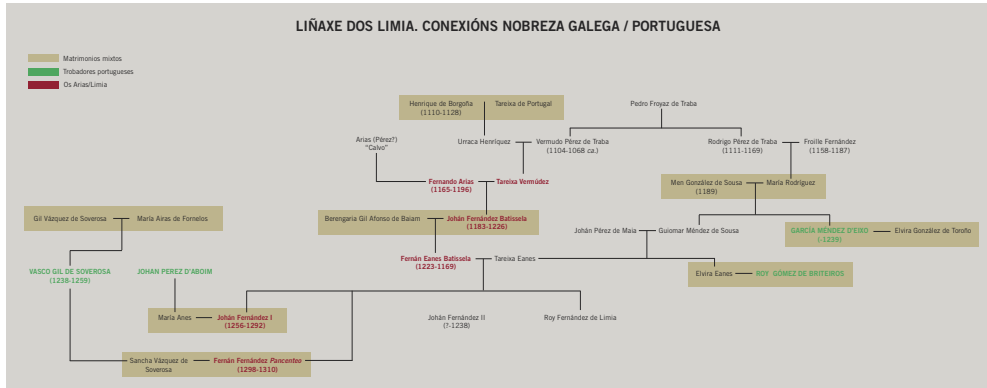 LIÑAXE DOS LIMIA. CONEXIÓNS NOBREZA GALEGA / PORTUGUESA
Matrimonios mixtos
Trobadores portugueses
Os Arias/Limia
Henrique de Borgoña
(1110-1128)
Tareixa de Portugal
Pedro Froyaz de Traba
Arias (Pérez?)
"Calvo"
Urraca Henríquez
Vermudo Pérez de Traba
(1104-1068 ca.)
Rodrigo Pérez de Traba
(1111-1169)
Froille Fernández
(1158-1187)
Fernando Arias
(1165-1196)
Tareixa Vermúdez
Men González de Sousa
(1189)
María Rodríguez
Gil Vázquez de Soverosa
María Airas de Fornelos
Berengaria Gil Afonso de Baiam
Johán Fernández Batissela
(1183-1226)
Johán Pérez de Maia
Guiomar Méndez de Sousa
GARCÍA MÉNDEZ D'EIXO
(-1239)
Elvira González de Toroño
VASCO GIL DE SOVEROSA
(1238-1259)
JOHAN PEREZ D'ABOIM
Fernán Eanes Batissela
(1223-1169)
Tareixa Eanes
Elvira Eanes
ROY GÓMEZ DE BRITEIROS
María Anes
Johán Fernández I
(1256-1292)
Johán Fernández II
(?-1238)
Roy Fernández de Limia
Sancha Vázquez de
Soverosa
Fernán Fernández Pancenteo
(1298-1310)